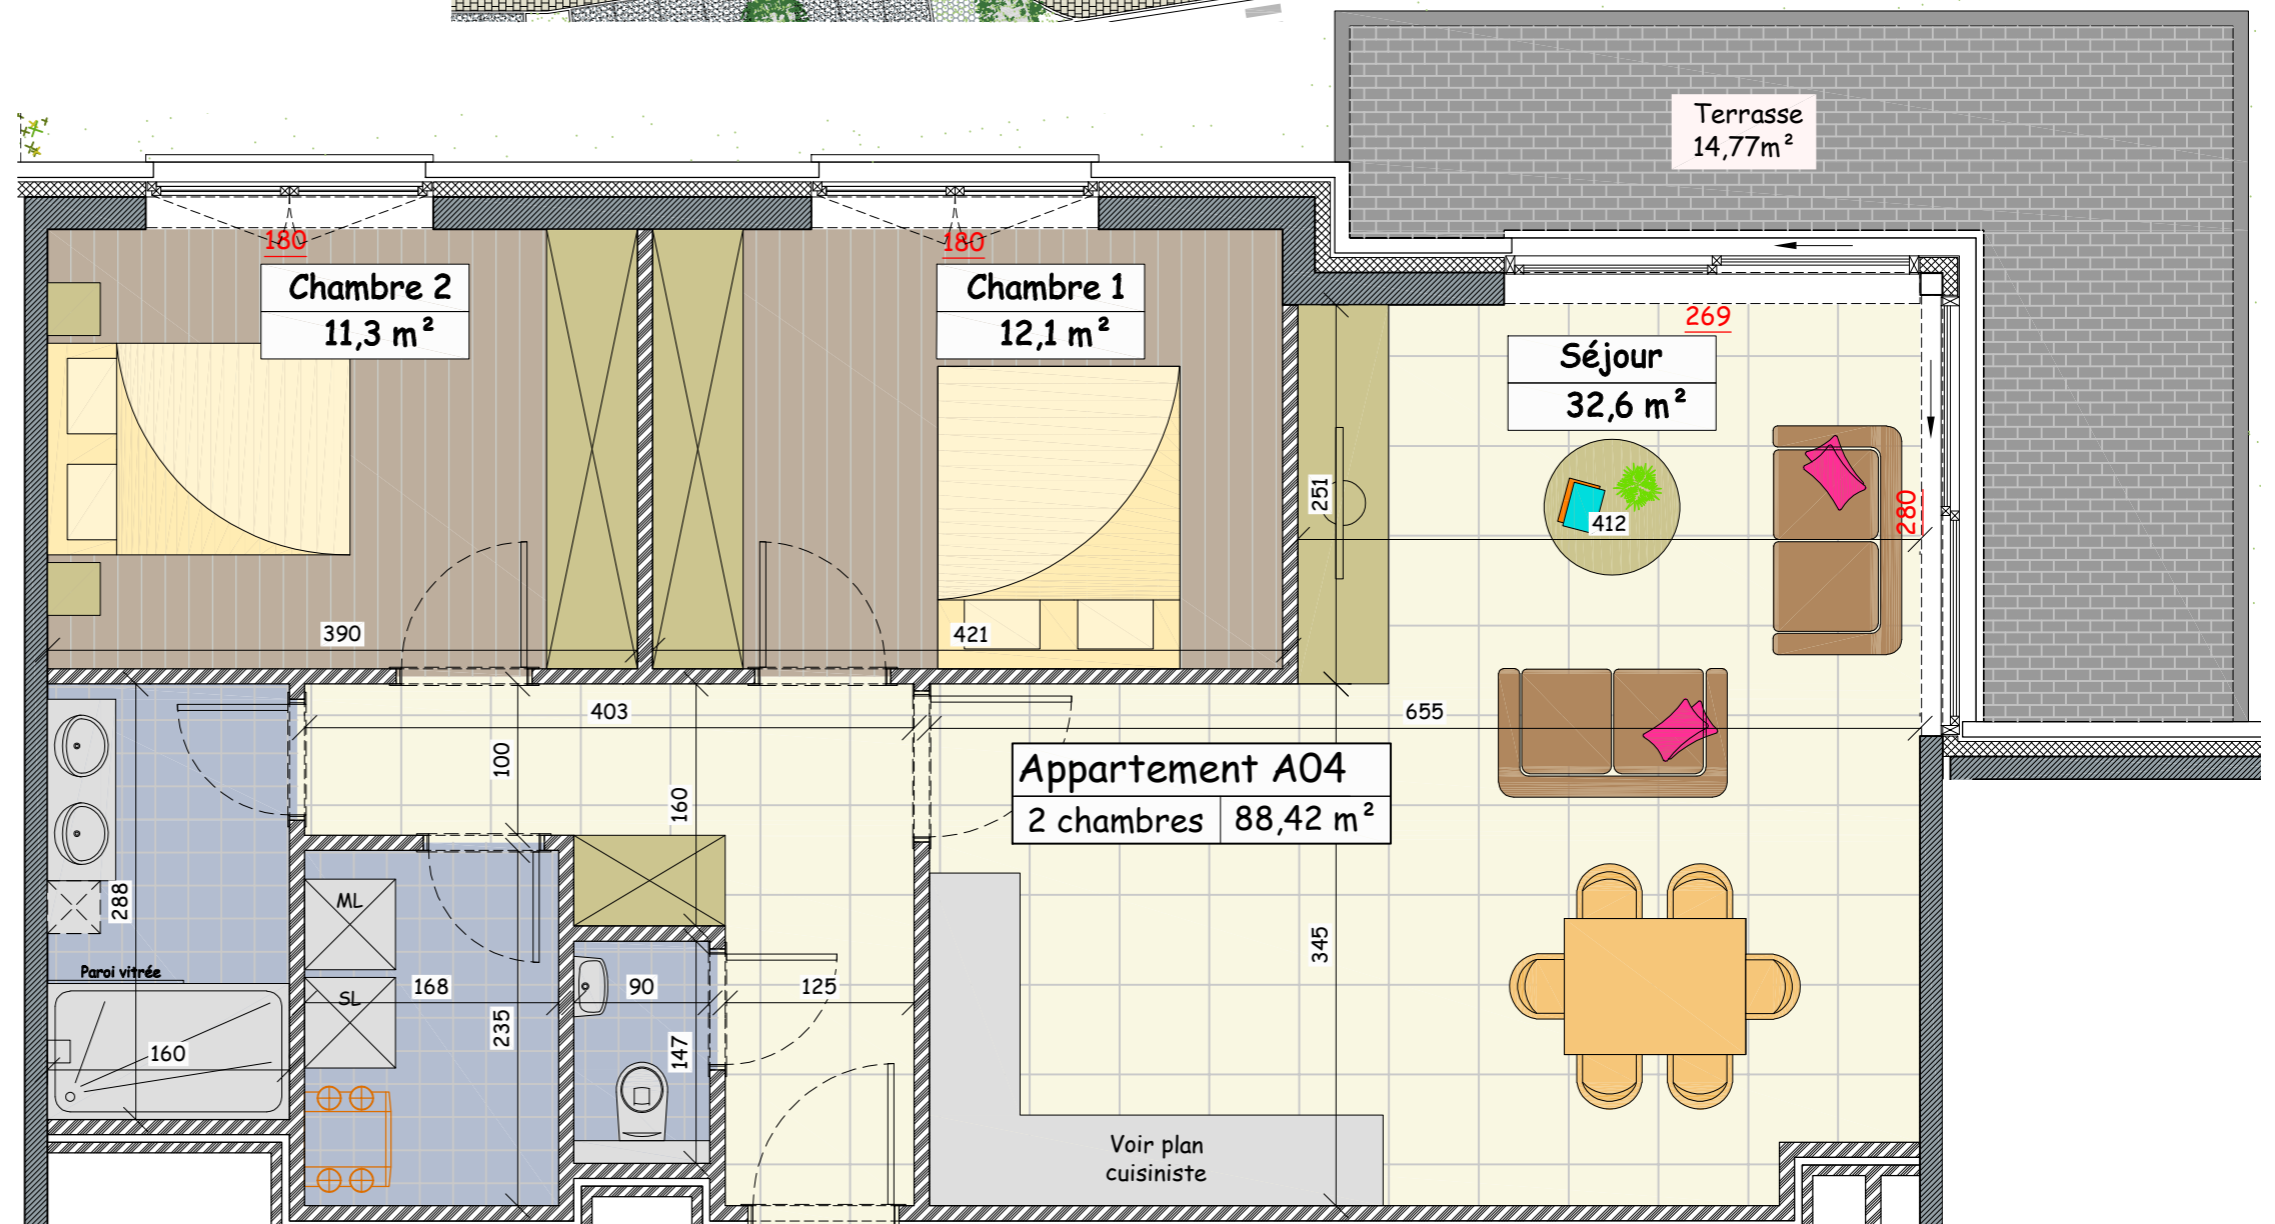 Terrasse
14,77m²
180
180
Chambre 2
11,3 m²
Chambre 1
12,1 m²
269
Séjour
32,6 m²
251
412
280
390
421
403
655
100
160
Appartement A04
2 chambres 88,42 m²
288
ML
345
Paroi vitrée
SL
168
90
125
235
147
160
Voir plan
cuisiniste